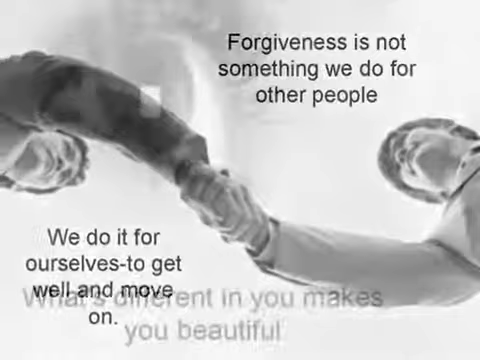 Forgiveness is not
something we do for
other people
We do it for
ourselves-to get
well and move
on.
What's different in you makes
you beautiful